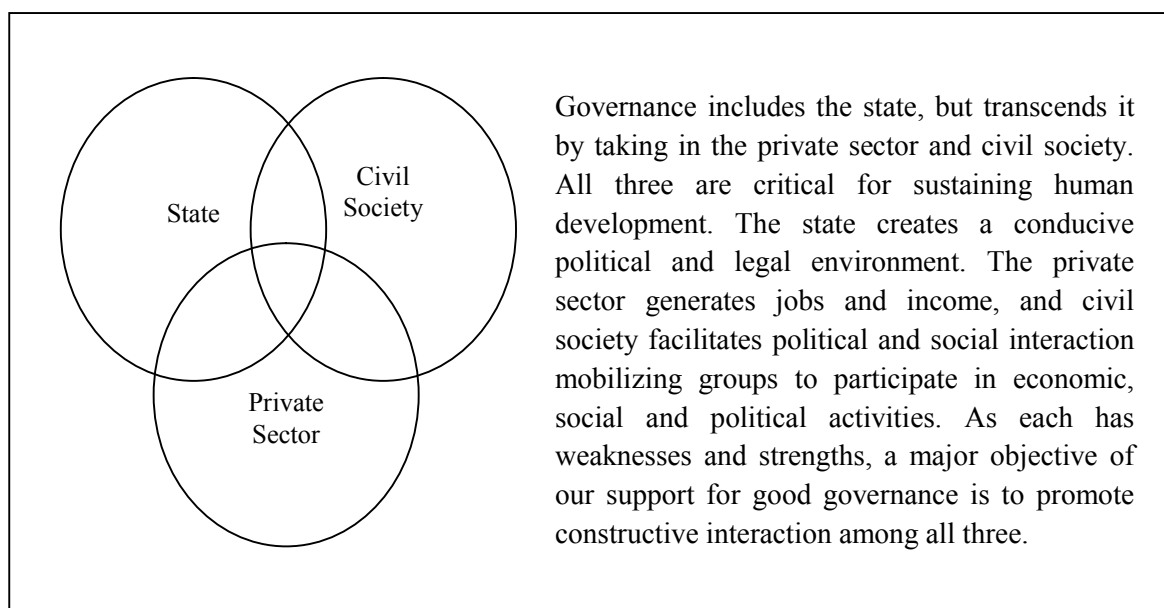 State
Civil
Society
Private
Sector
Governance includes the state, but transcends it
by taking in the private sector and civil society.
All three are critical for sustaining human
development. The state creates a conducive
political and legal environment. The private
sector generates jobs and income, and civil
society facilitates political and social interaction
mobilizing groups to participate in economic,
social and political activities. As each has
weaknesses and strengths, a major objective of
our support for good governance is to promote
constructive interaction among all three.